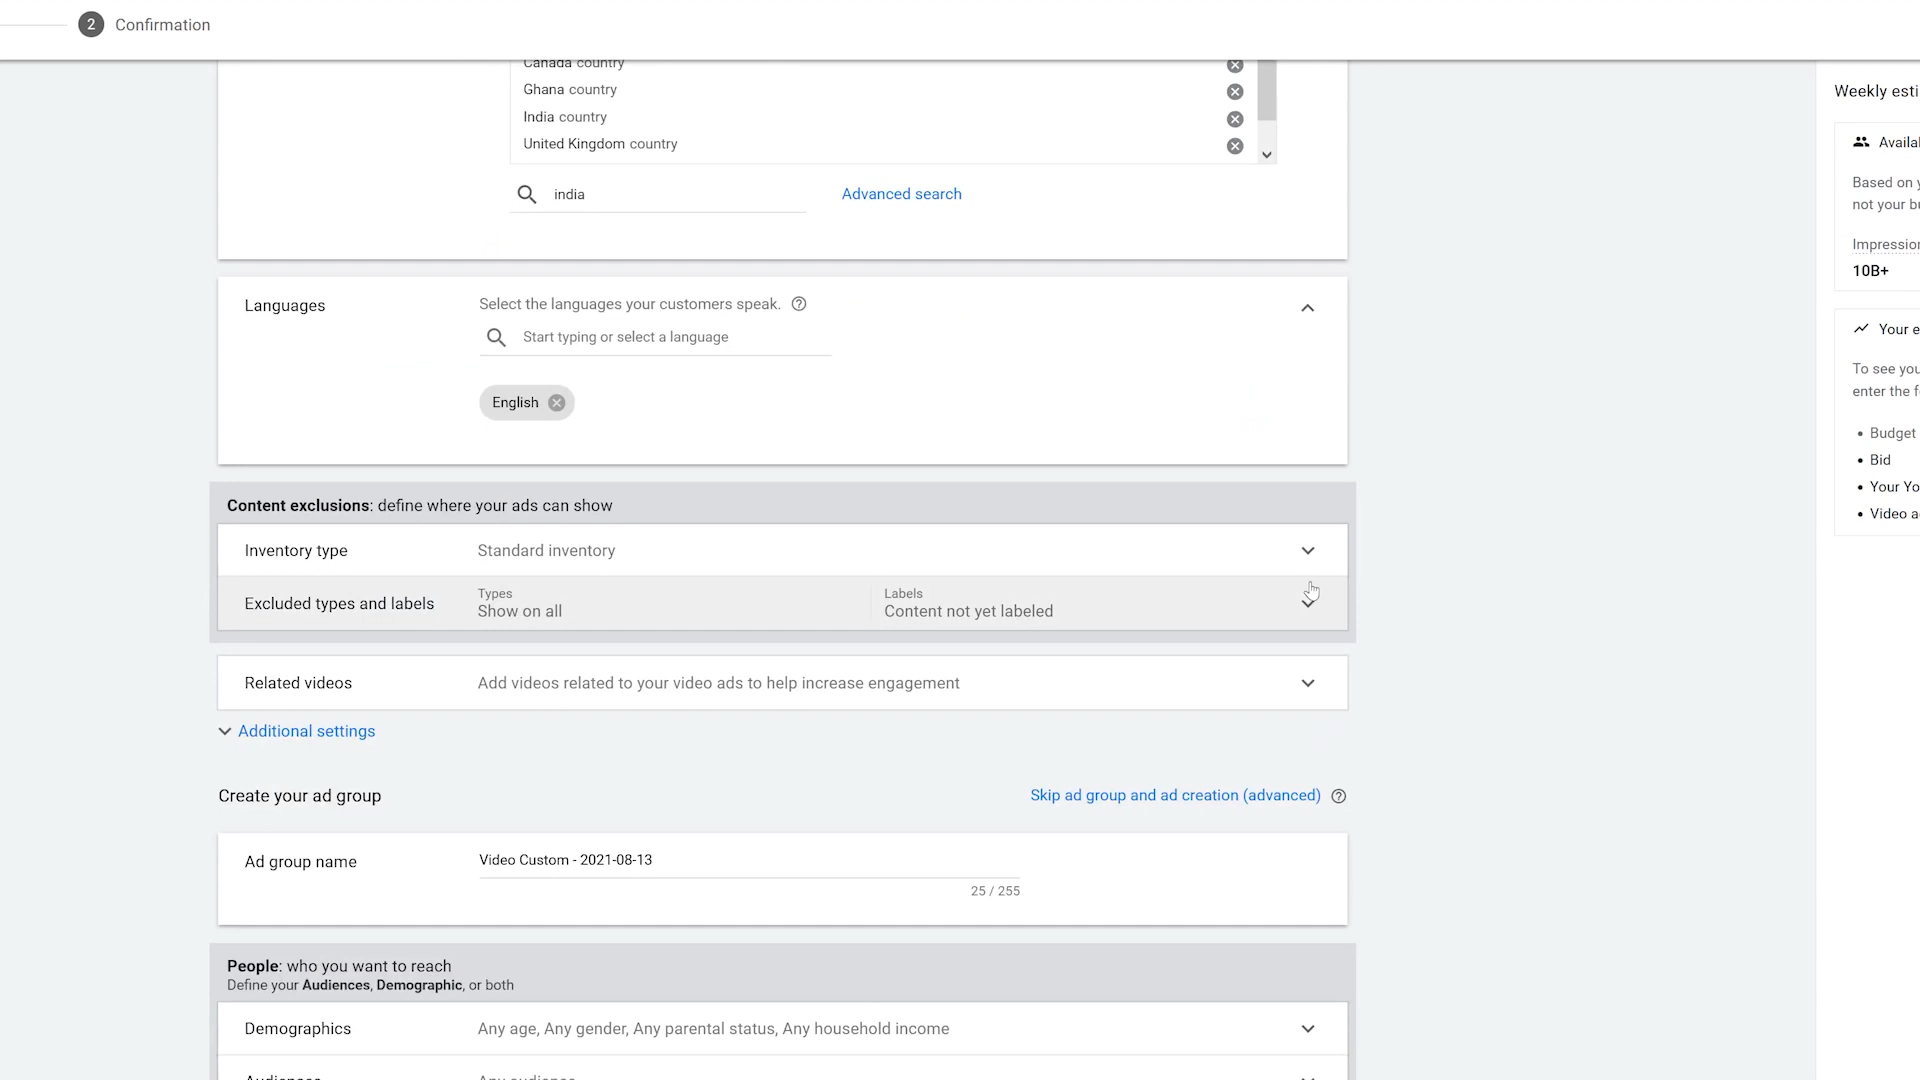 2 Confirmation
Canada country
Ghana country
India country
United Kingdom country
india
Advanced search
Languages
Select the languages your customers speak.
Start typing or select a language
English
Content exclusions: define where your ads can show
Inventory type
Standard inventory
Excluded types and labels
Types
Show on all
Labels
Content not yet labeled
Related videos
Add videos related to your video ads to help increase engagement
Additional settings
Create your ad group
Skip ad group and ad creation (advanced)
Ad group name
Video Custom - 2021-08-13
25 / 255
People: who you want to reach
Define your Audiences, Demographic, or both
Demographics
Any age, Any gender, Any parental status, Any household income
Weekly esti
Availa
Based on y
not your bu
Impression
10B+
Your e
To see you
enter the f
• Budget
• Bid
• Your Yo
• Video a